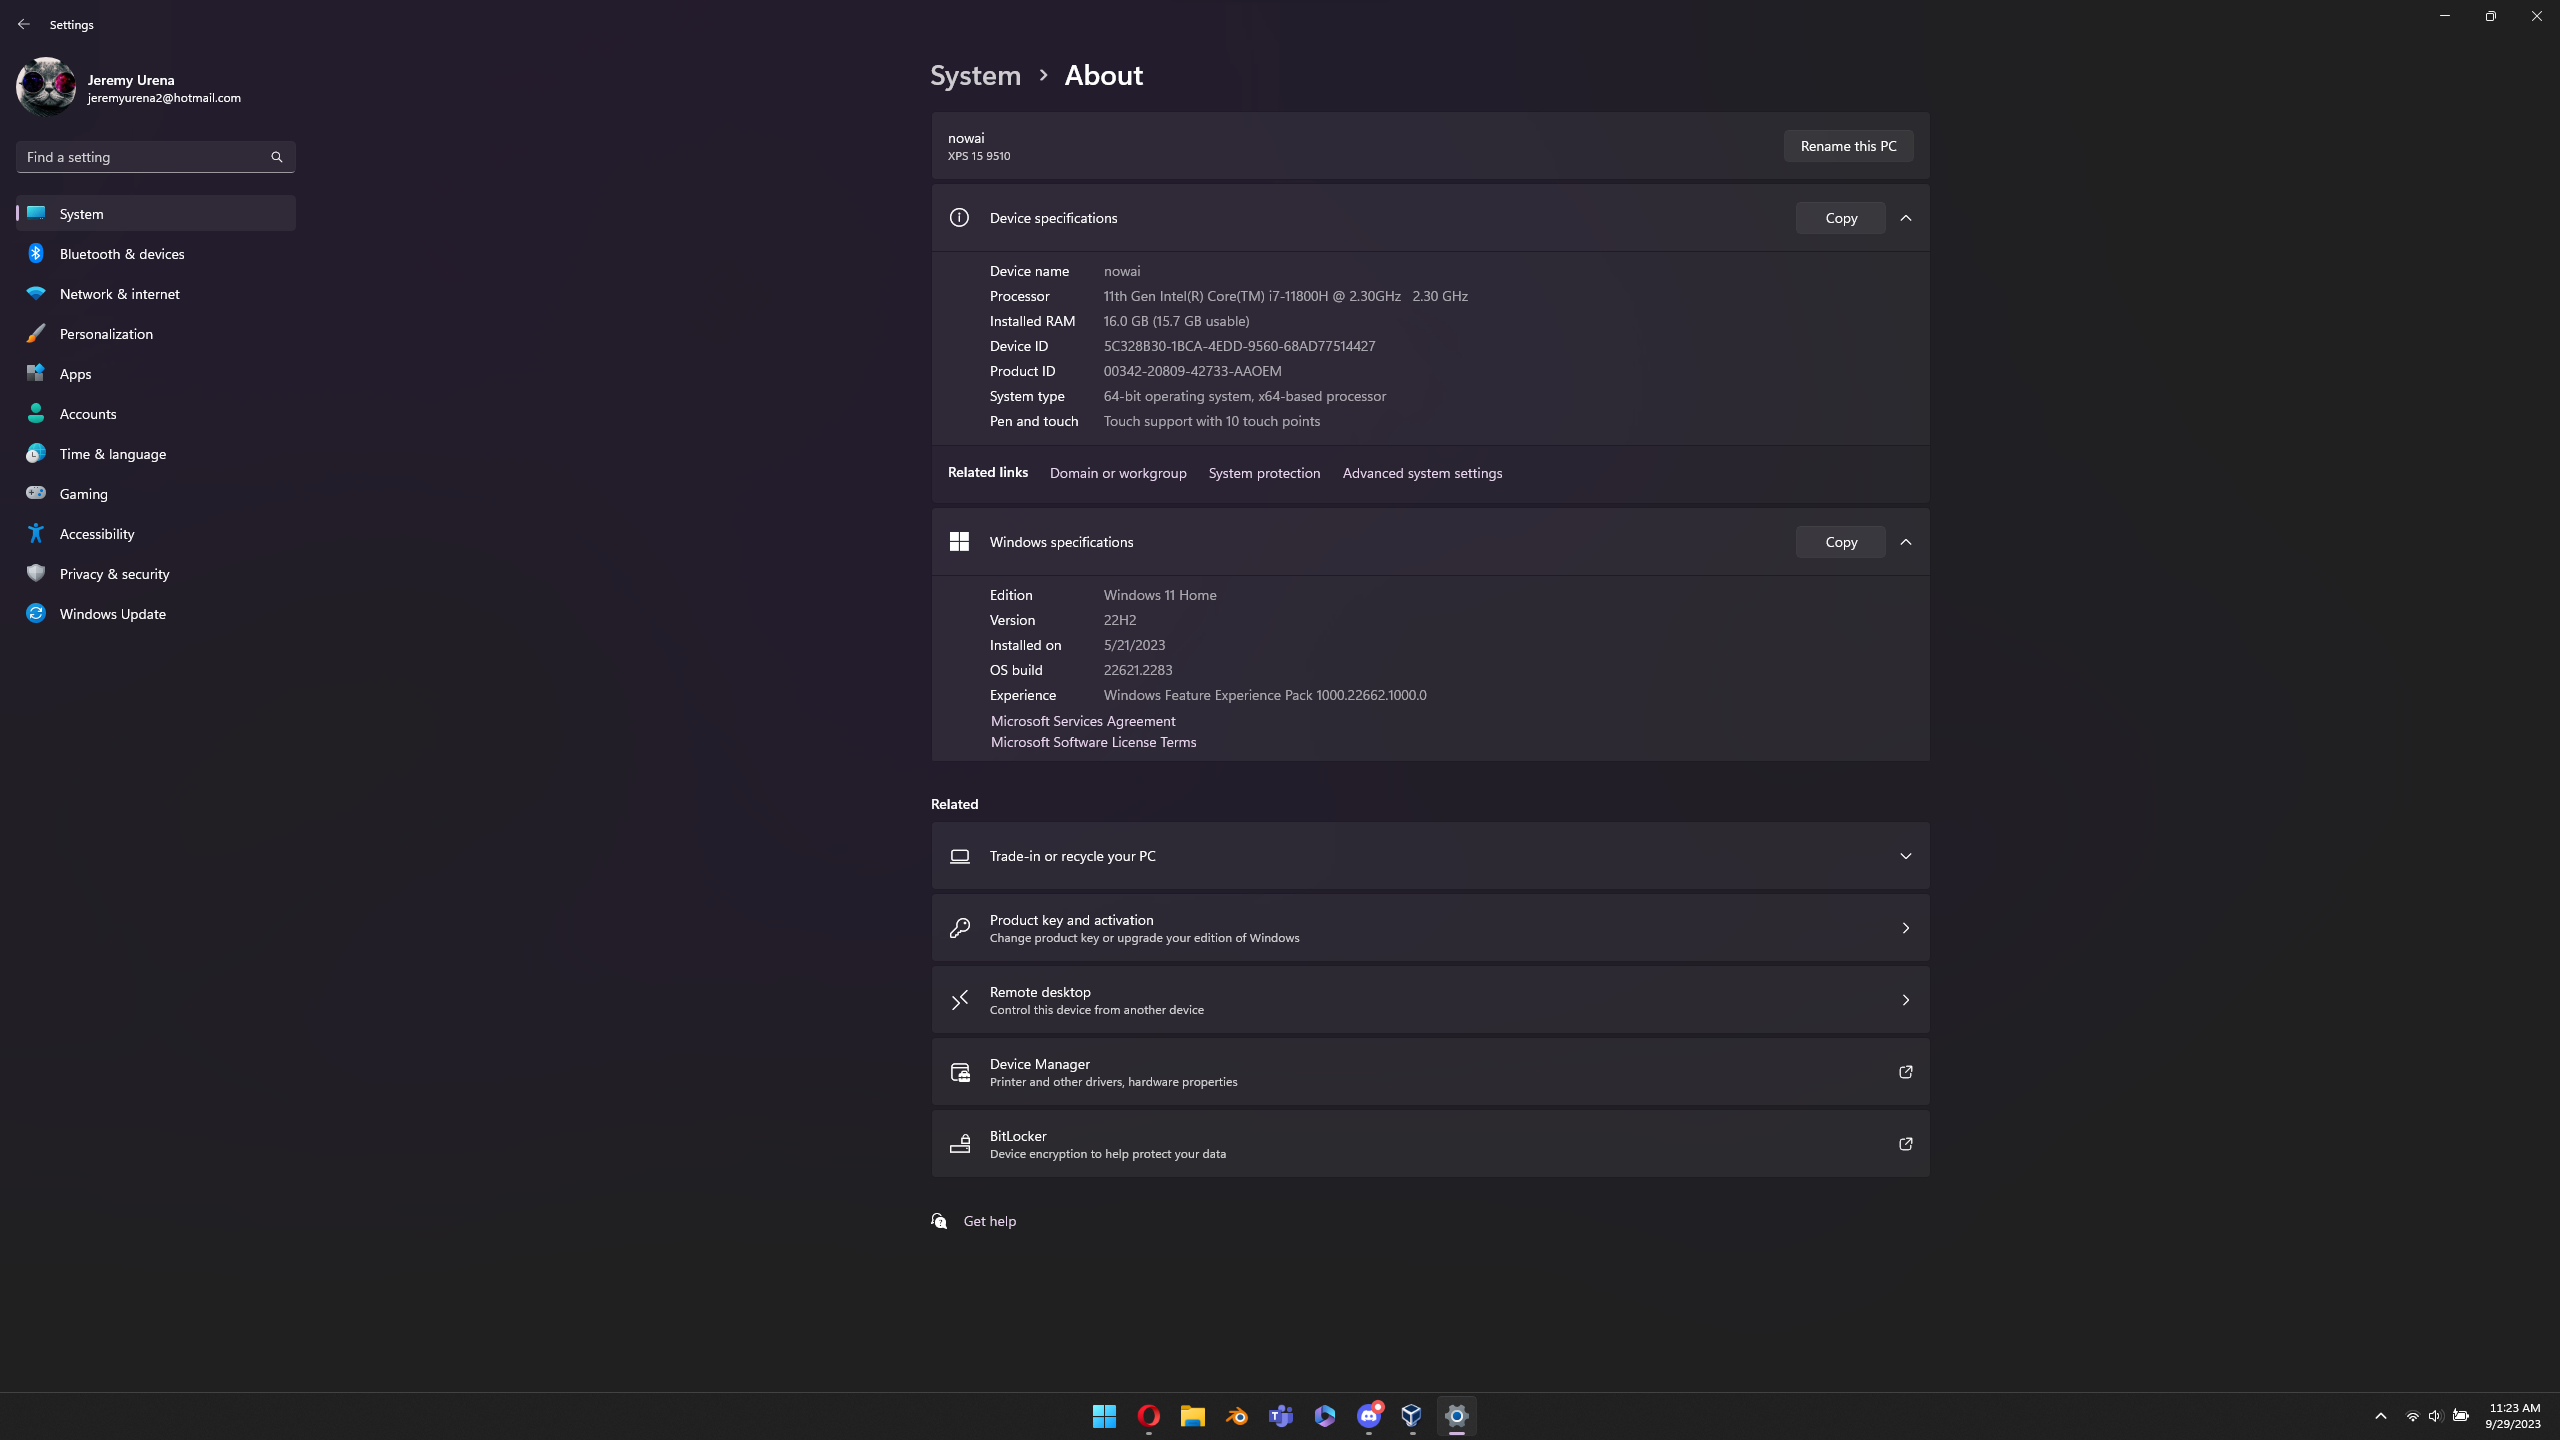 Settings
Jeremy Urena
jeremyurena2@hotmail.com
Find a setting
System
Bluetooth & devices
Network & internet
Personalization
Apps
Accounts
Time & language
Gaming
Accessibility
Privacy & security
Windows Update
System > About
nowai
XPS 15 9510
Rename this PC
Device specifications
Copy
Device name nowai
Processor 11th Gen Intel(R) Core(TM) i7-11800H @ 2.30GHz 2.30 GHz
Installed RAM 16.0 GB (15.7 GB usable)
Device ID 5C328B30-1BCA-4EDD-9560-68AD77514427
Product ID 00342-20809-42733-AAOEM
System type 64-bit operating system, x64-based processor
Pen and touch Touch support with 10 touch points
Related links Domain or workgroup System protection Advanced system settings
Windows specifications
Copy
Edition Windows 11 Home
Version 22H2
Installed on 5/21/2023
OS build 22621.2283
Experience Windows Feature Experience Pack 1000.22662.1000.0
Microsoft Services Agreement
Microsoft Software License Terms
Related
Trade-in or recycle your PC
Product key and activation
Change product key or upgrade your edition of Windows
Remote desktop
Control this device from another device
Device Manager
Printer and other drivers, hardware properties
BitLocker
Device encryption to help protect your data
Get help
11:23 AM
9/29/2023